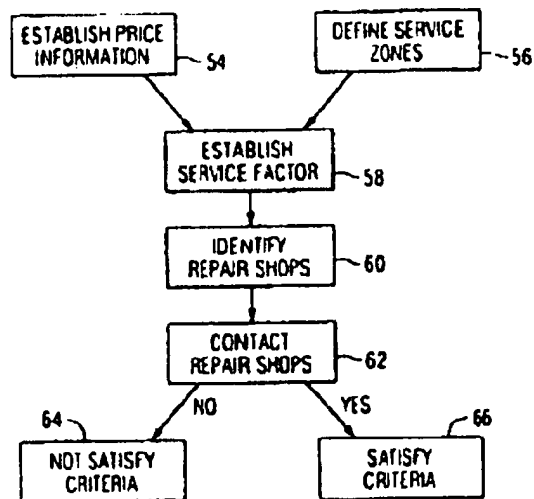 ESTABLISH PRICE
INFORMATION
54
DEFINE SERVICE
ZONES
56
ESTABLISH
SERVICE FACTOR
58
IDENTIFY
REPAIR SHOPS
60
CONTACT
REPAIR SHOPS
62
NO
YES
64
NOT SATISFY
CRITERIA
66
SATISFY
CRITERIA